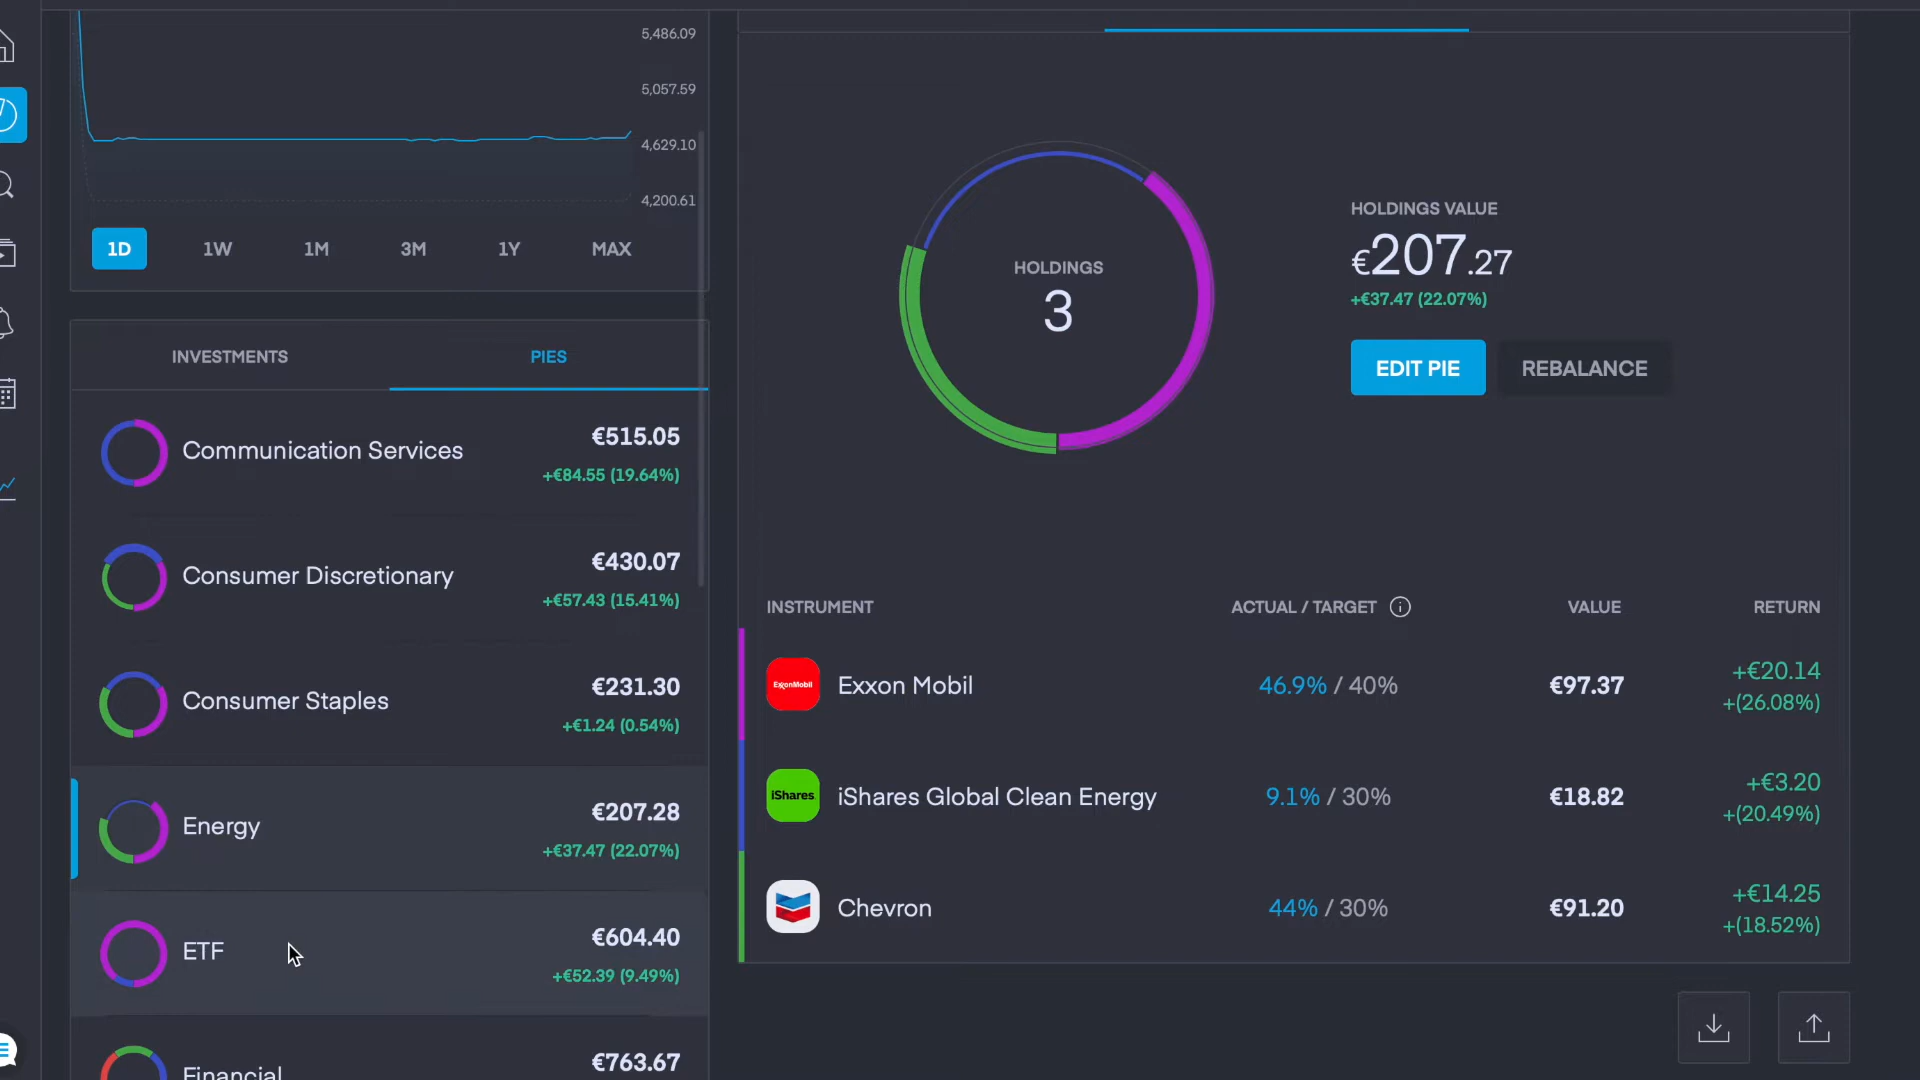 5,486.09
5,057.59
4,629.10
4,200.61
1D 1W 1M 3M 1Y MAX
INVESTMENTS PIES
Communication Services €515.05
+€84.55 (19.64%)
Consumer Discretionary €430.07
+€57.43 (15.41%)
Consumer Staples €231.30
+€1.24 (0.54%)
Energy €207.28
+€37.47 (22.07%)
ETF €604.40
+€52.39 (9.49%)
Financial €763.67
HOLDINGS
3
HOLDINGS VALUE
€207.27
+€37.47 (22.07%)
EDIT PIE REBALANCE
INSTRUMENT ACTUAL / TARGET VALUE RETURN
ExxonMobil Exxon Mobil 46.9% / 40% €97.37 +€20.14
+(26.08%)
iShares iShares Global Clean Energy 9.1% / 30% €18.82 +€3.20
+(20.49%)
Chevron 44% / 30% €91.20 +€14.25
+(18.52%)